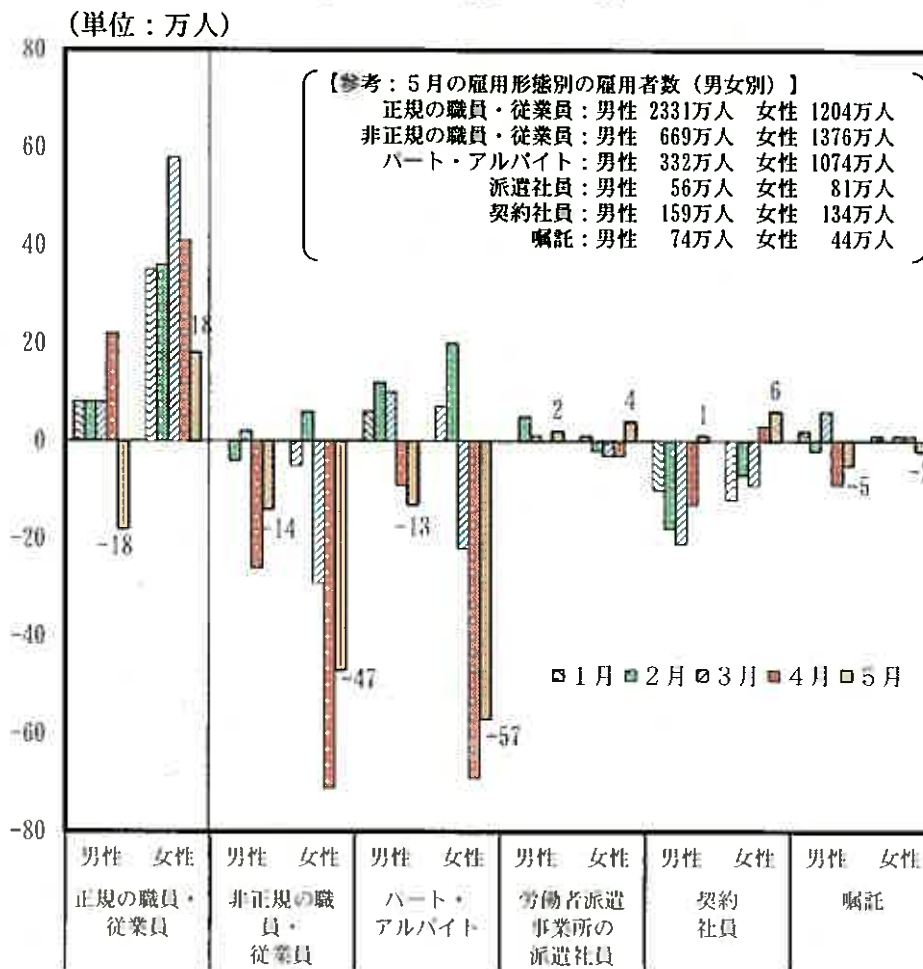 (単位：万人)
【参考：5月の雇用形態別の雇用者数（男女別）】
正規の職員・従業員：男性 2331万人 女性 1204万人
非正規の職員・従業員：男性 669万人 女性 1376万人
パート・アルバイト：男性 332万人 女性 1074万人
派遣社員：男性 56万人 女性 81万人
契約社員：男性 159万人 女性 134万人
嘱託：男性 74万人 女性 44万人
80
60
40
20
0
-20
-40
-60
-80
-18
18
-14
-47
-13
-57
2
4
1
6
-5
1月 2月 3月 4月 5月
男性 女性 男性 女性 男性 女性 男性 女性 男性 女性 男性 女性
正規の職員・
従業員
非正規の職
員・
従業員
パート・
アルバイト
労働者派遣
事業所の
派遣社員
契約
社員
嘱託